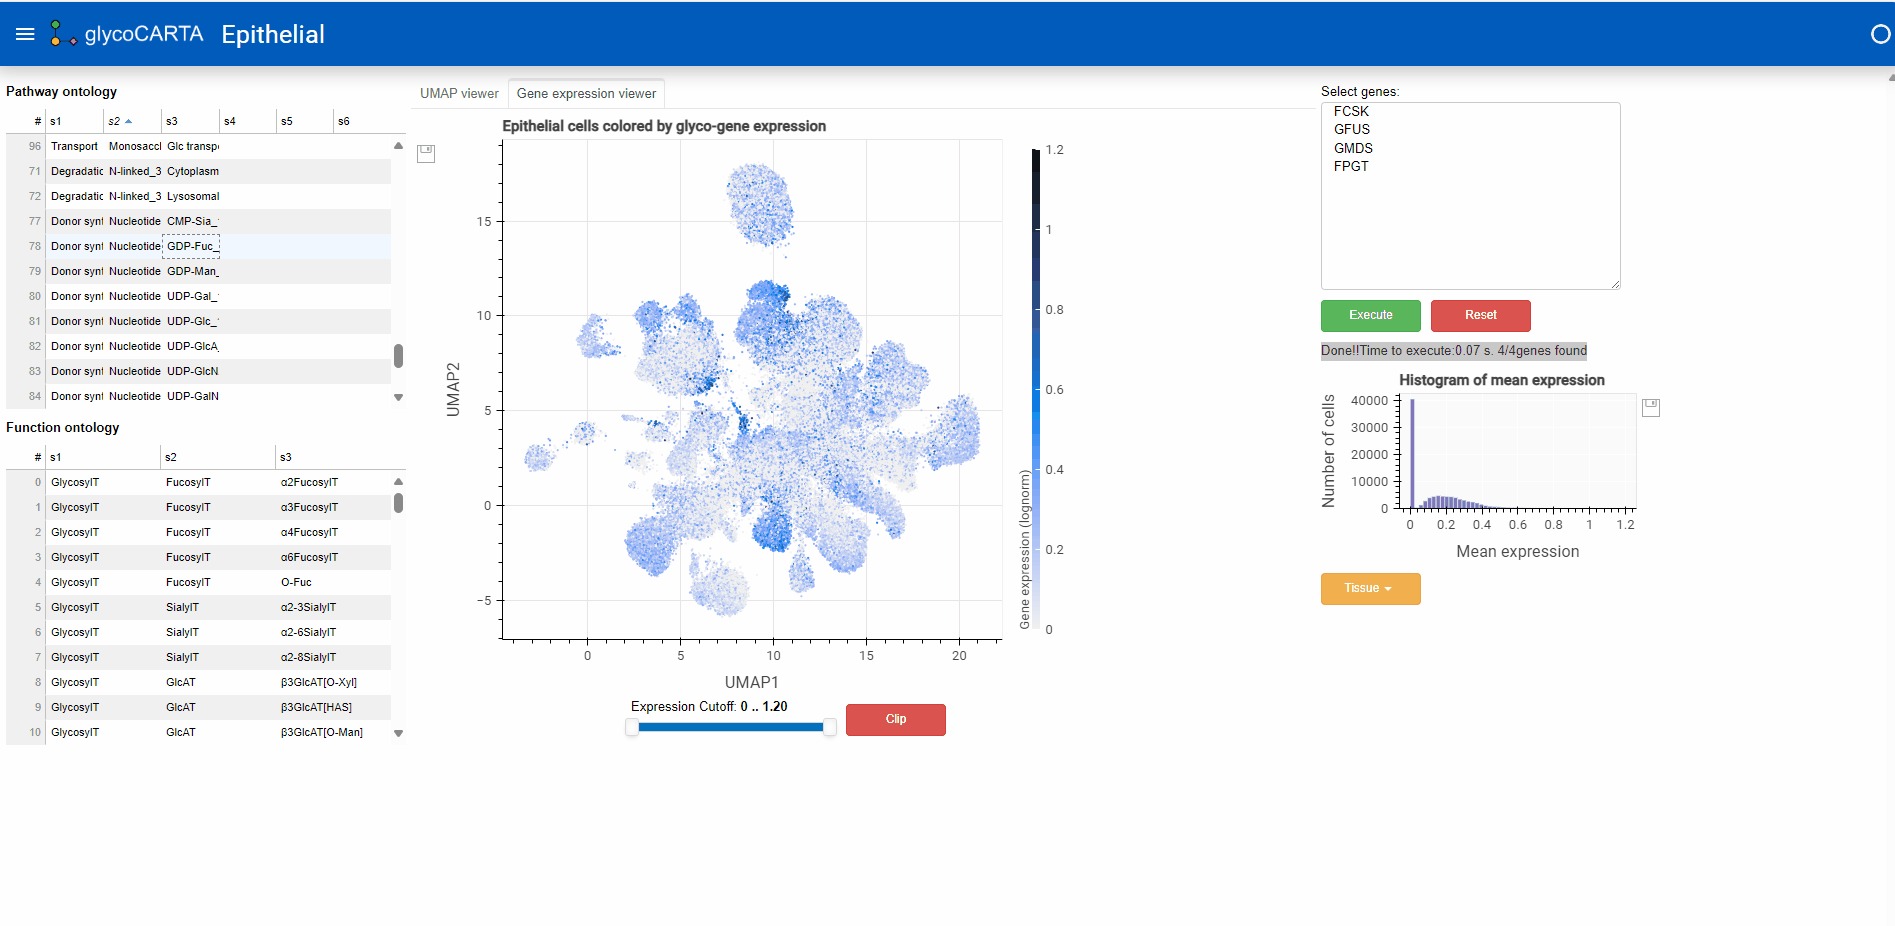 glycoCARTA Epithelial
Pathway ontology
# s1 s2 s3 s4 s5 s6
96 Transport Monosaccl Glc transpo
71 Degradatic N-linked_3 Cytoplasm
72 Degradatic N-linked_3 Lysosomal
77 Donor synt Nucleotide CMP-Sia_
78 Donor synt Nucleotide GDP-Fuc_
79 Donor synt Nucleotide GDP-Man_
80 Donor synt Nucleotide UDP-Gal_
81 Donor synt Nucleotide UDP-Glc_
82 Donor synt Nucleotide UDP-GlcA_
83 Donor synt Nucleotide UDP-GlcN
84 Donor synt Nucleotide UDP-GalN
Function ontology
# s1 s2 s3
0 GlycosylT FucosylT α2FucosylT
1 GlycosylT FucosylT α3FucosylT
2 GlycosylT FucosylT α4FucosylT
3 GlycosylT FucosylT α6FucosylT
4 GlycosylT FucosylT O-Fuc
5 GlycosylT SialylT α2-3SialylT
6 GlycosylT SialylT α2-6SialylT
7 GlycosylT SialylT α2-8SialylT
8 GlycosylT GlcAT β3GlcAT[O-Xyl]
9 GlycosylT GlcAT β3GlcAT[HAS]
10 GlycosylT GlcAT β3GlcAT[O-Man]
UMAP viewer Gene expression viewer
Epithelial cells colored by glyco-gene expression
15
10
5
0
−5
UMAP2
0 5 10 15 20
UMAP1
1.2
1
0.8
0.6
0.4
0.2
0
Gene expression (lognorm)
Expression Cutoff: 0 .. 1.20
Clip
Select genes:
FCSK
GFUS
GMDS
FPGT
Execute Reset
Done!!Time to execute:0.07 s. 4/4genes found
Histogram of mean expression
40000
30000
20000
10000
0
Number of cells
0 0.2 0.4 0.6 0.8 1 1.2
Mean expression
Tissue